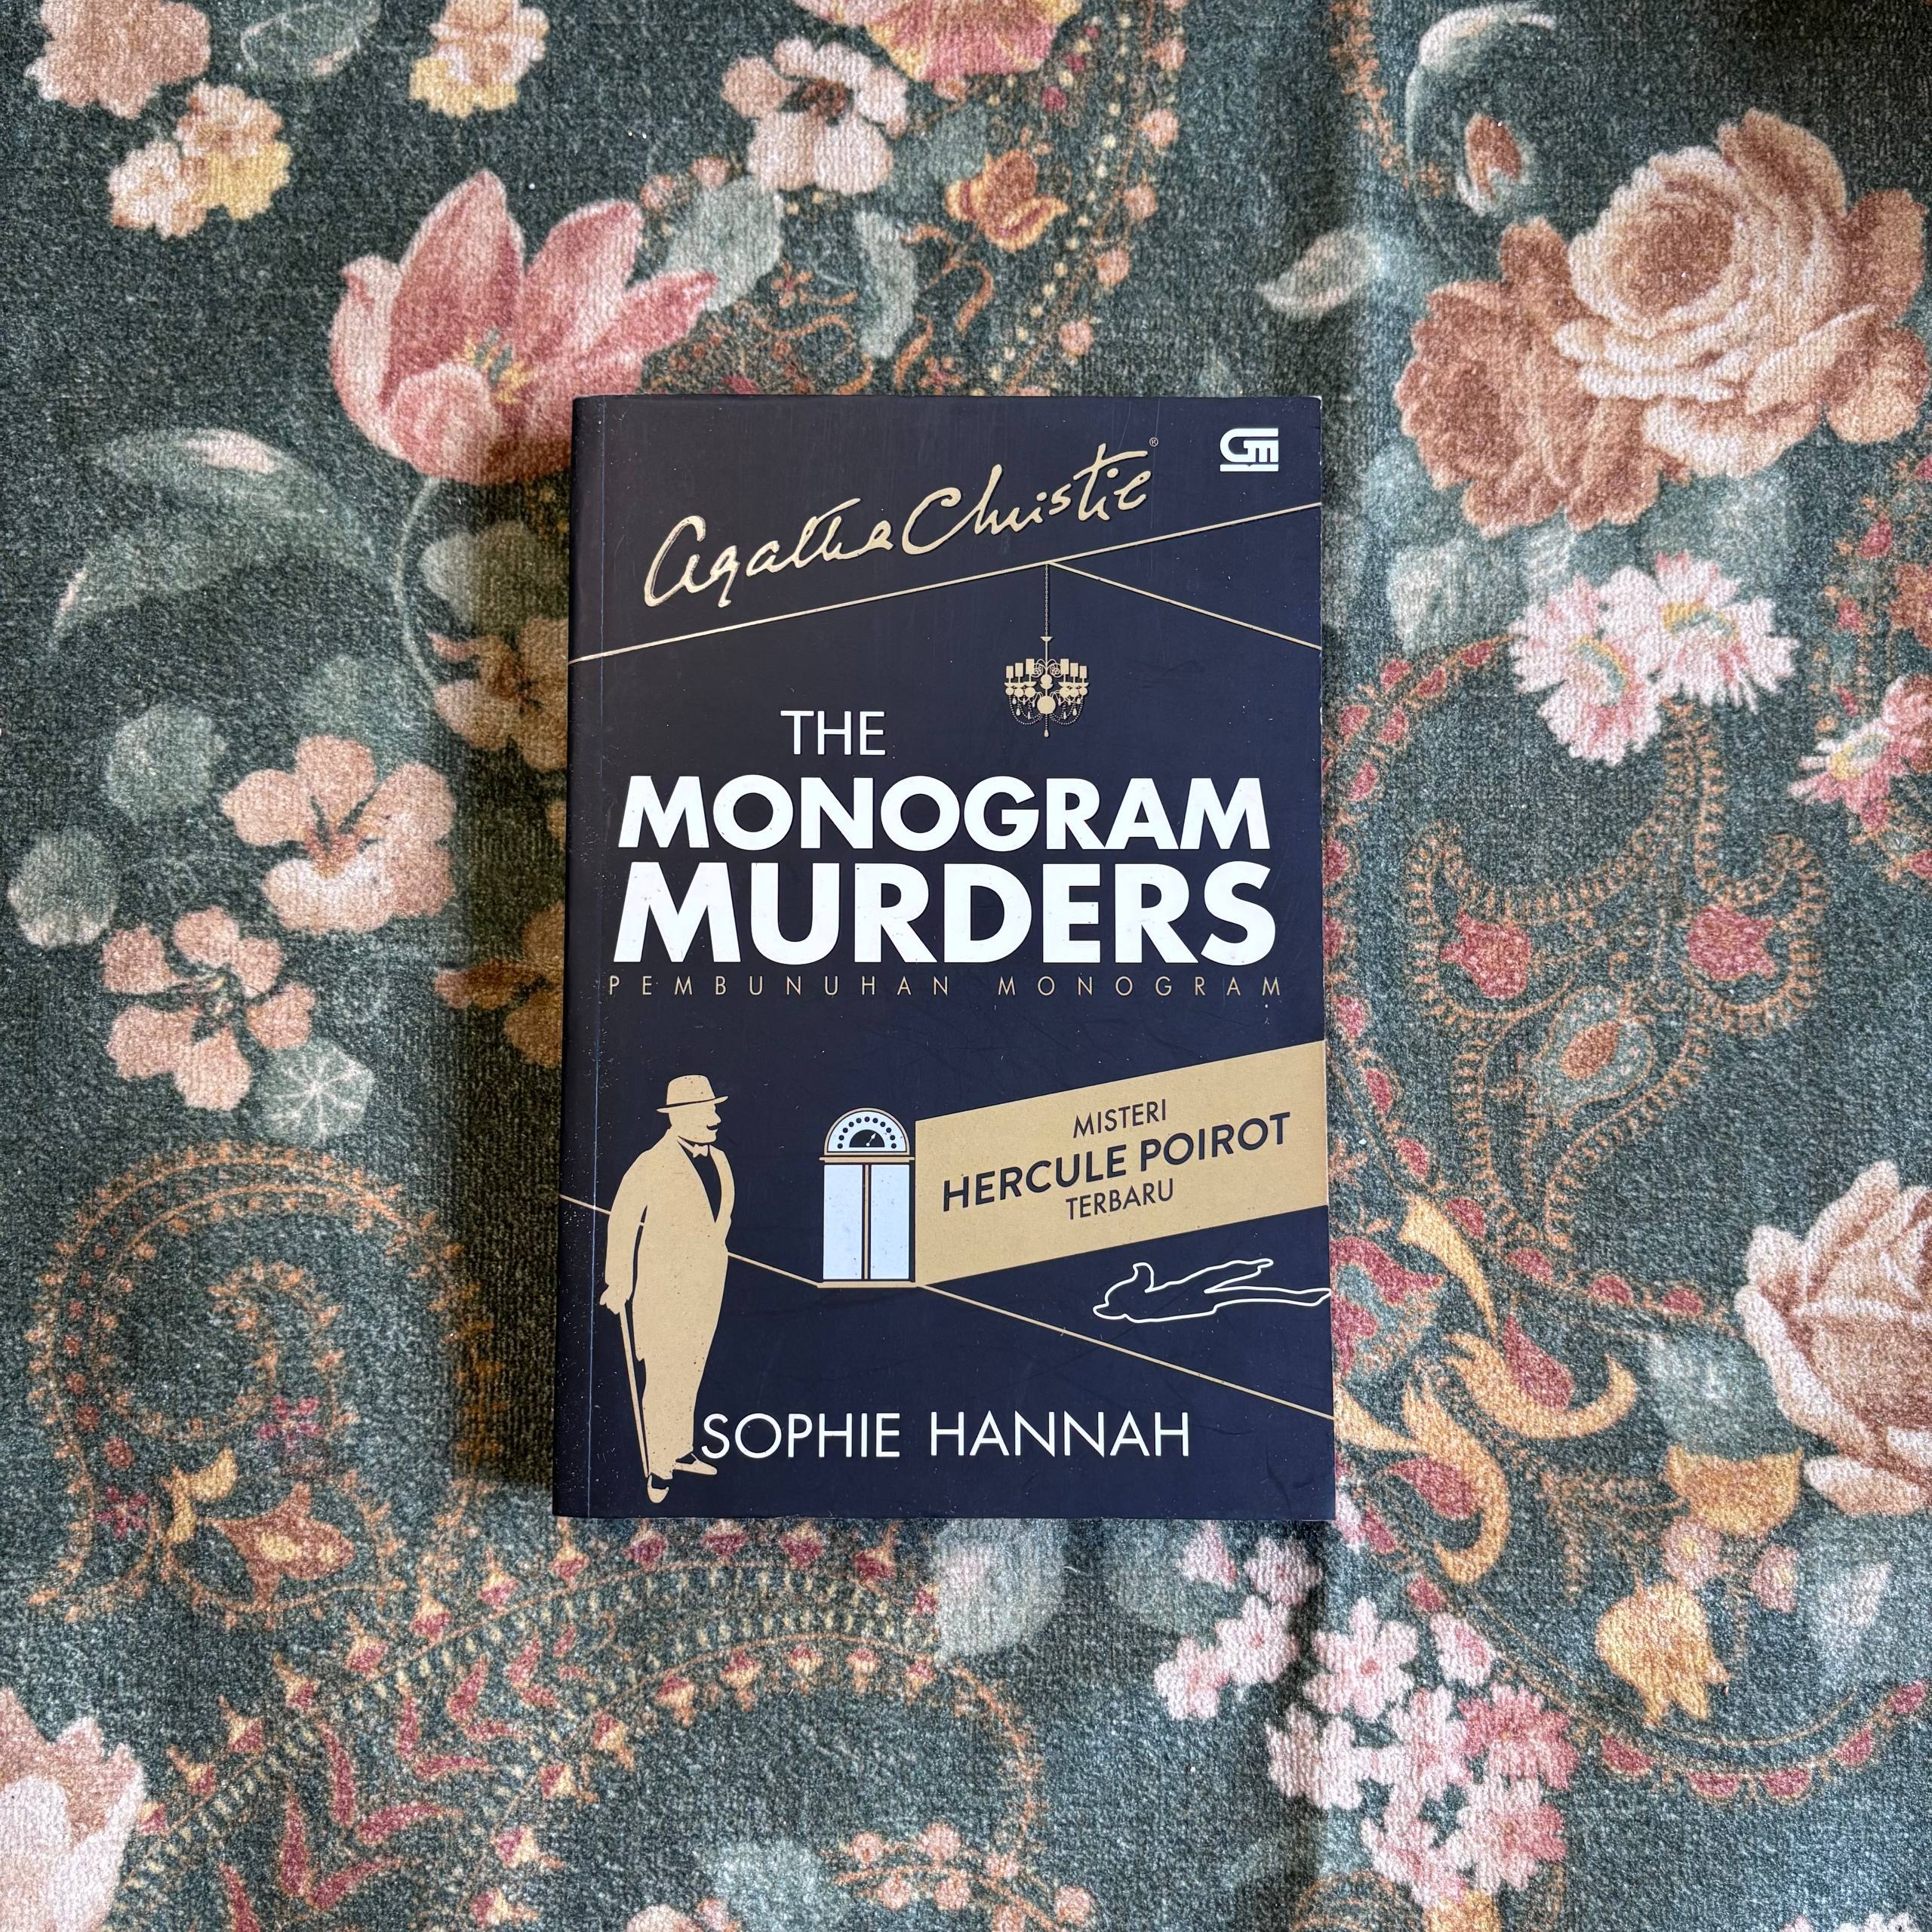 Agatha Christie®
GM
THE
MONOGRAM
MURDERS
PEMBUNUHAN MONOGRAM
MISTERI
HERCULE POIROT
TERBARU
SOPHIE HANNAH